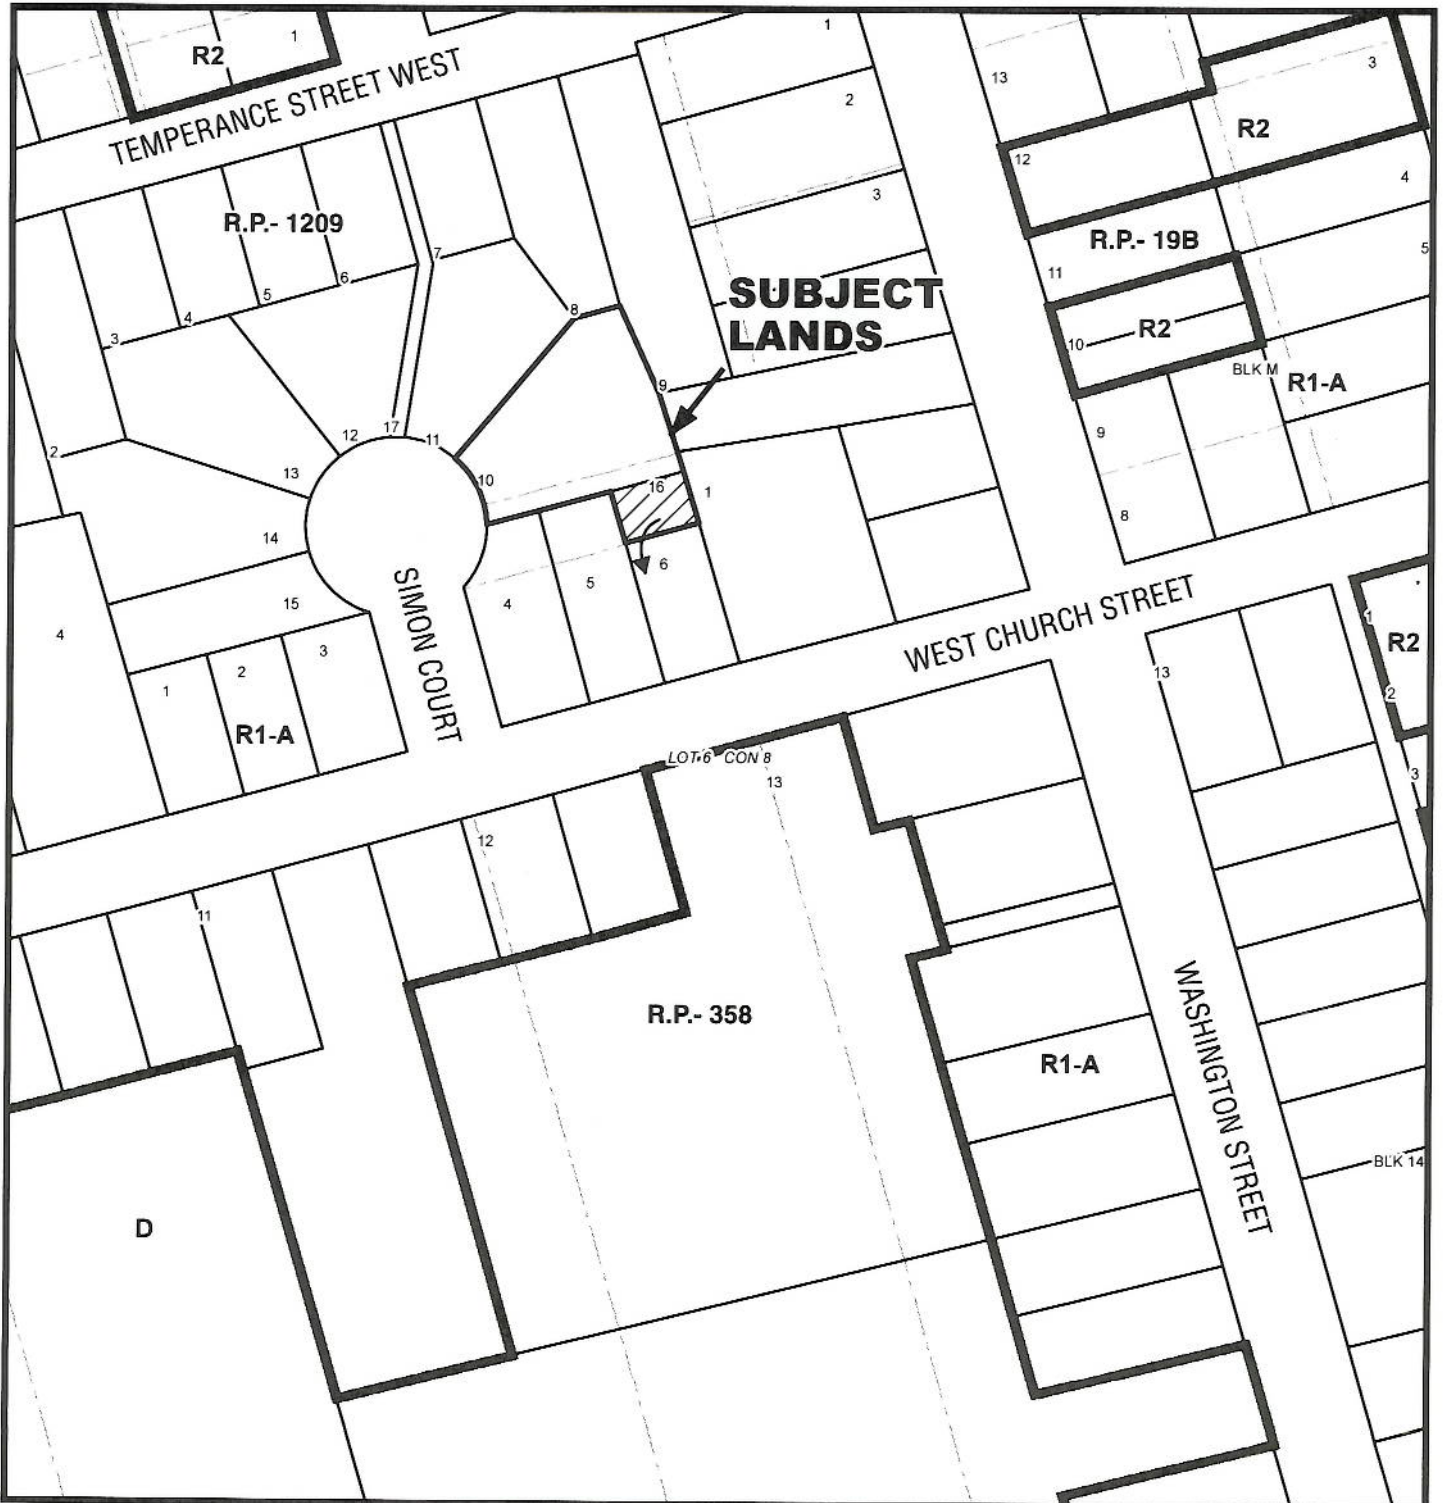 R2
1
TEMPERANCE STREET WEST
1
2
3
13
3
R2
12
4
R.P.- 1209
R.P.- 19B
5
11
7
6
5
4
3
8
SUBJECT
LANDS
10
R2
BLK M
R1-A
9
2
12
17
11
13
10
16
1
9
8
14
15
4
5
6
4
SIMON COURT
WEST CHURCH STREET
1
R2
2
3
1
2
3
R1-A
13
LOT 6 CON 8
13
12
11
R.P.- 358
R1-A
WASHINGTON STREET
BLK 14
D